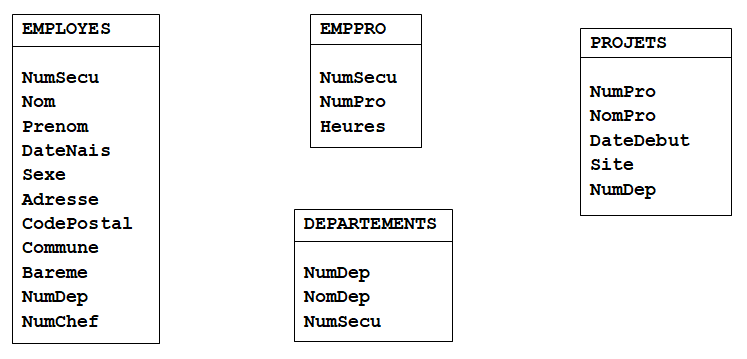 EMPLOYES
NumSecu
Nom
Prenom
DateNais
Sexe
Adresse
CodePostal
Commune
Bareme
NumDep
NumChef
EMPPRO
NumSecu
NumPro
Heures
DEPARTEMENTS
NumDep
NomDep
NumSecu
PROJETS
NumPro
NomPro
DateDebut
Site
NumDep